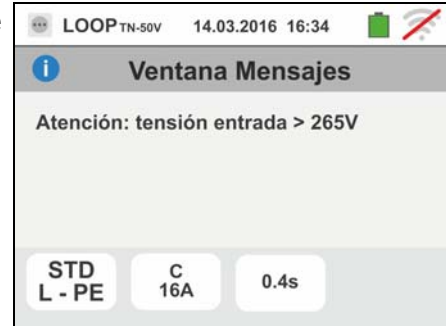 e
LOOP TN-50V 14.03.2016 16:34
i
Ventana Mensajes
Atención: tensión entrada > 265V
STD C 0.4s
L - PE 16A